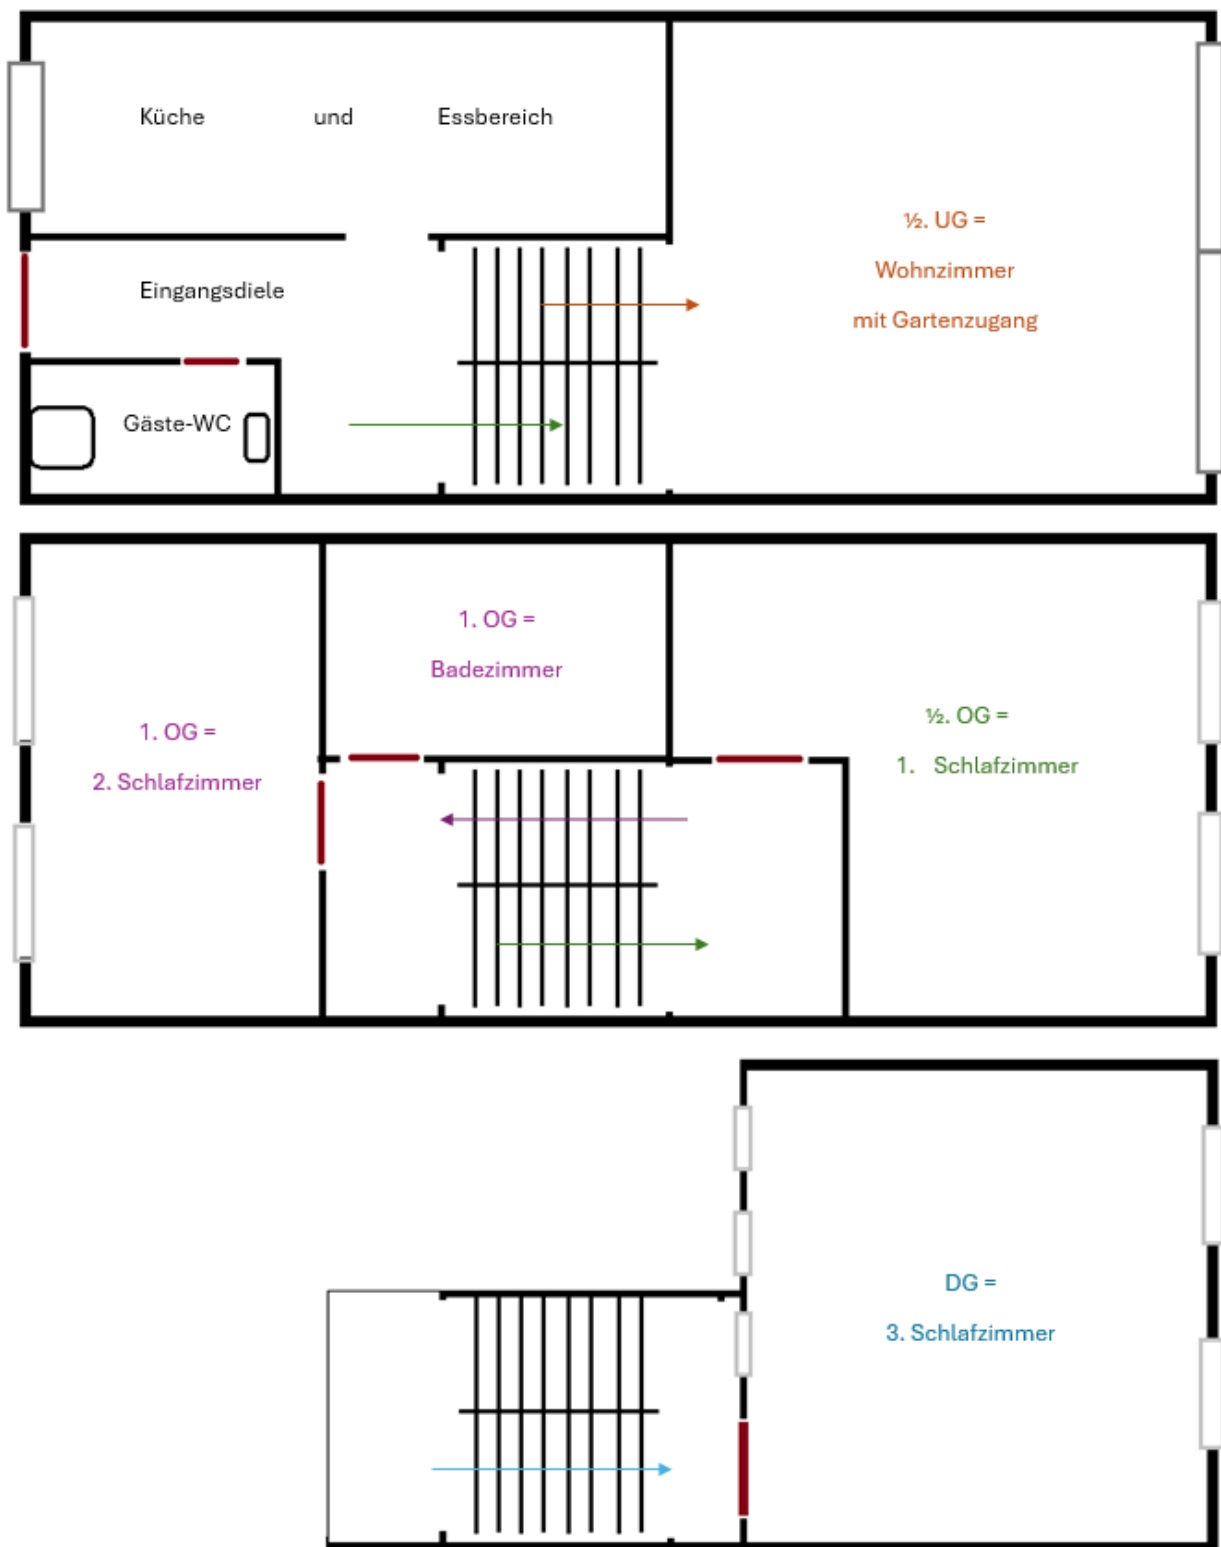 Küche und Essbereich
½. UG =
Wohnzimmer
mit Gartenzugang
Eingangsdiele
Gäste-WC
1. OG =
Badezimmer
1. OG =
2. Schlafzimmer
½. OG =
1. Schlafzimmer
DG =
3. Schlafzimmer